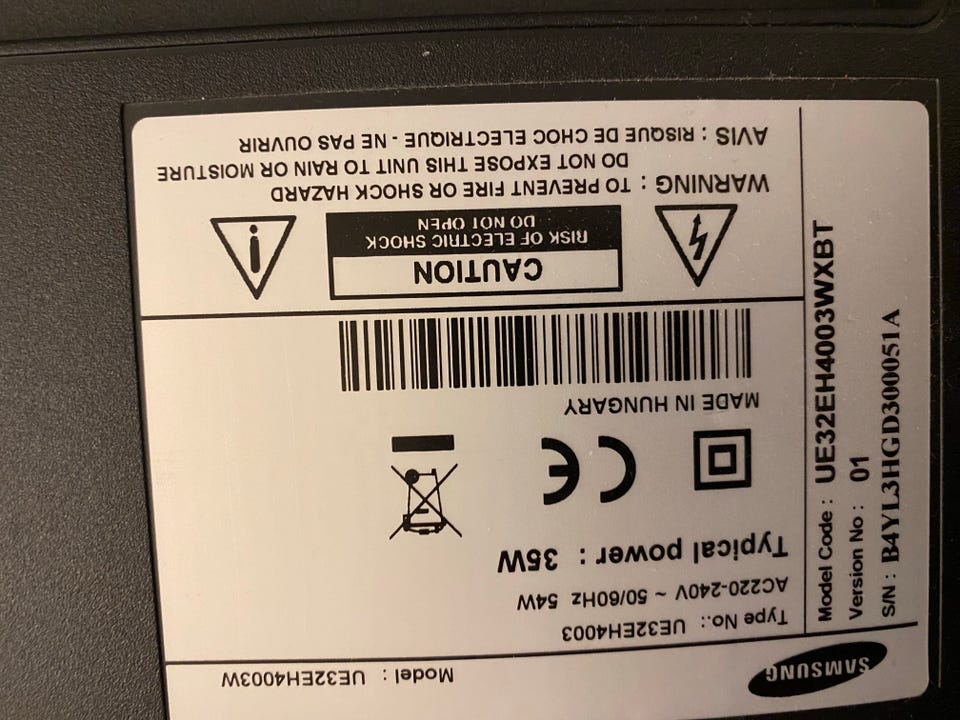 SAMSUNG
Model : UE32EH4003W
Type No.: UE32EH4003
AC220-240V ~ 50/60Hz 54W
Typical power : 35W
CE
MADE IN HUNGARY
CAUTION
RISK OF ELECTRIC SHOCK
DO NOT OPEN
WARNING : TO PREVENT FIRE OR SHOCK HAZARD
DO NOT EXPOSE THIS UNIT TO RAIN OR MOISTURE
AVIS : RISQUE DE CHOC ELECTRIQUE - NE PAS OUVRIR
Model Code : UE32EH4003WXBT
Version No : 01
S/N : B4YL3HGD300051A